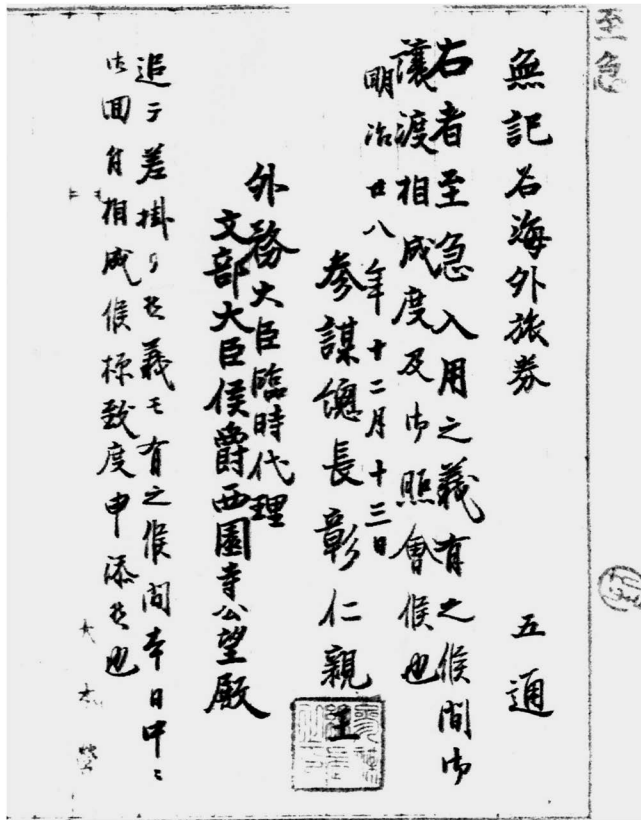 至急
無記名海外旅券 五通
右者至急入用之義有之候間御
讓渡相成度及御照會候也
明治廿八年十二月十三日
参謀總長彰仁親王
外務大臣臨時代理
文部大臣侯爵西園寺公望殿
追テ差掛リ候義モ有之候間本日中ニ
御回付相成候様致度申添候也